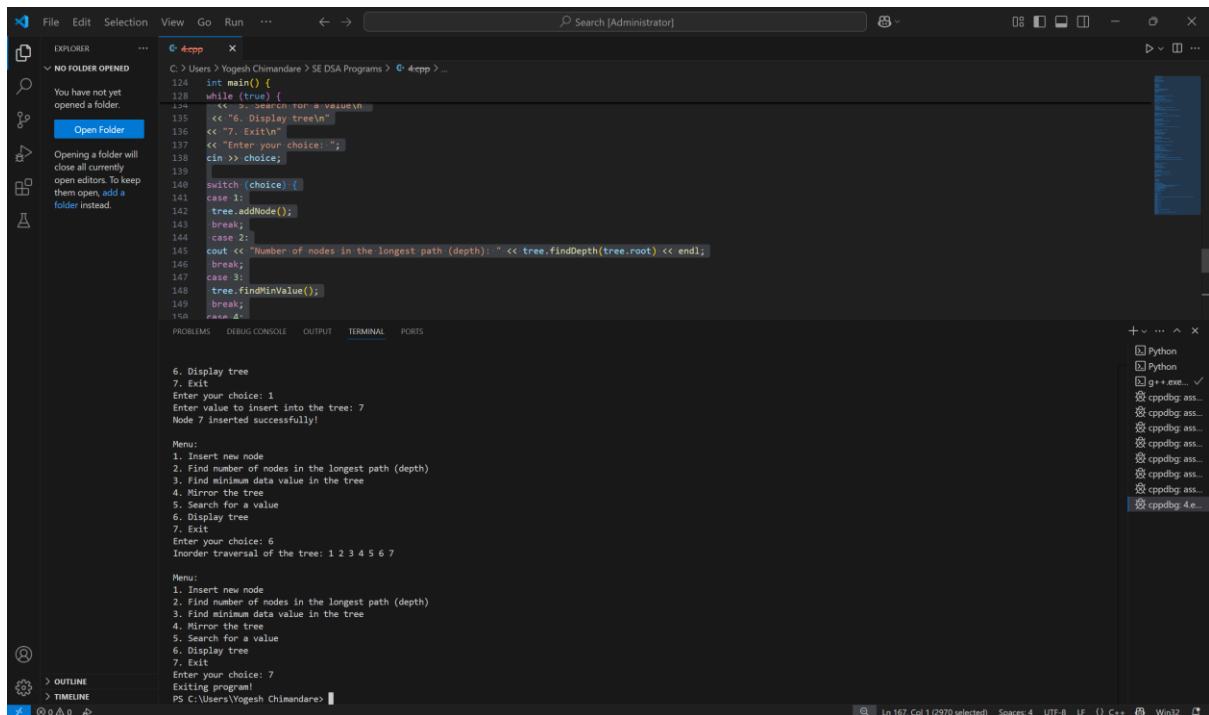 File Edit Selection View Go Run ··· Search [Administrator]
EXPLORER ···
NO FOLDER OPENED
You have not yet
opened a folder.
Open Folder
Opening a folder will
close all currently
open editors. To keep
them open, add a
folder instead.
OUTLINE
TIMELINE
4.cpp
C: > Users > Yogesh Chimandare > SE DSA Programs > 4.cpp > ...
124 int main() {
128 while (true) {
134 << "5. Search for a value\n"
135 << "6. Display tree\n"
136 << "7. Exit\n"
137 << "Enter your choice: ";
138 cin >> choice;
139
140 switch (choice) {
141 case 1:
142 tree.addNode();
143 break;
144 case 2:
145 cout << "Number of nodes in the longest path (depth): " << tree.findDepth(tree.root) << endl;
146 break;
147 case 3:
148 tree.findMinValue();
149 break;
150 case 4:
PROBLEMS DEBUG CONSOLE OUTPUT TERMINAL PORTS
6. Display tree
7. Exit
Enter your choice: 1
Enter value to insert into the tree: 7
Node 7 inserted successfully!
Menu:
1. Insert new node
2. Find number of nodes in the longest path (depth)
3. Find minimum data value in the tree
4. Mirror the tree
5. Search for a value
6. Display tree
7. Exit
Enter your choice: 6
Inorder traversal of the tree: 1 2 3 4 5 6 7
Menu:
1. Insert new node
2. Find number of nodes in the longest path (depth)
3. Find minimum data value in the tree
4. Mirror the tree
5. Search for a value
6. Display tree
7. Exit
Enter your choice: 7
Exiting program!
PS C:\Users\Yogesh Chimandare>
Python
Python
g++.exe...
cppdbg: ass...
cppdbg: ass...
cppdbg: ass...
cppdbg: ass...
cppdbg: ass...
cppdbg: ass...
cppdbg: ass...
cppdbg: 4.e...
0 0 Ln 167, Col 1 (2970 selected) Spaces: 4 UTF-8 LF {} C++ Win32